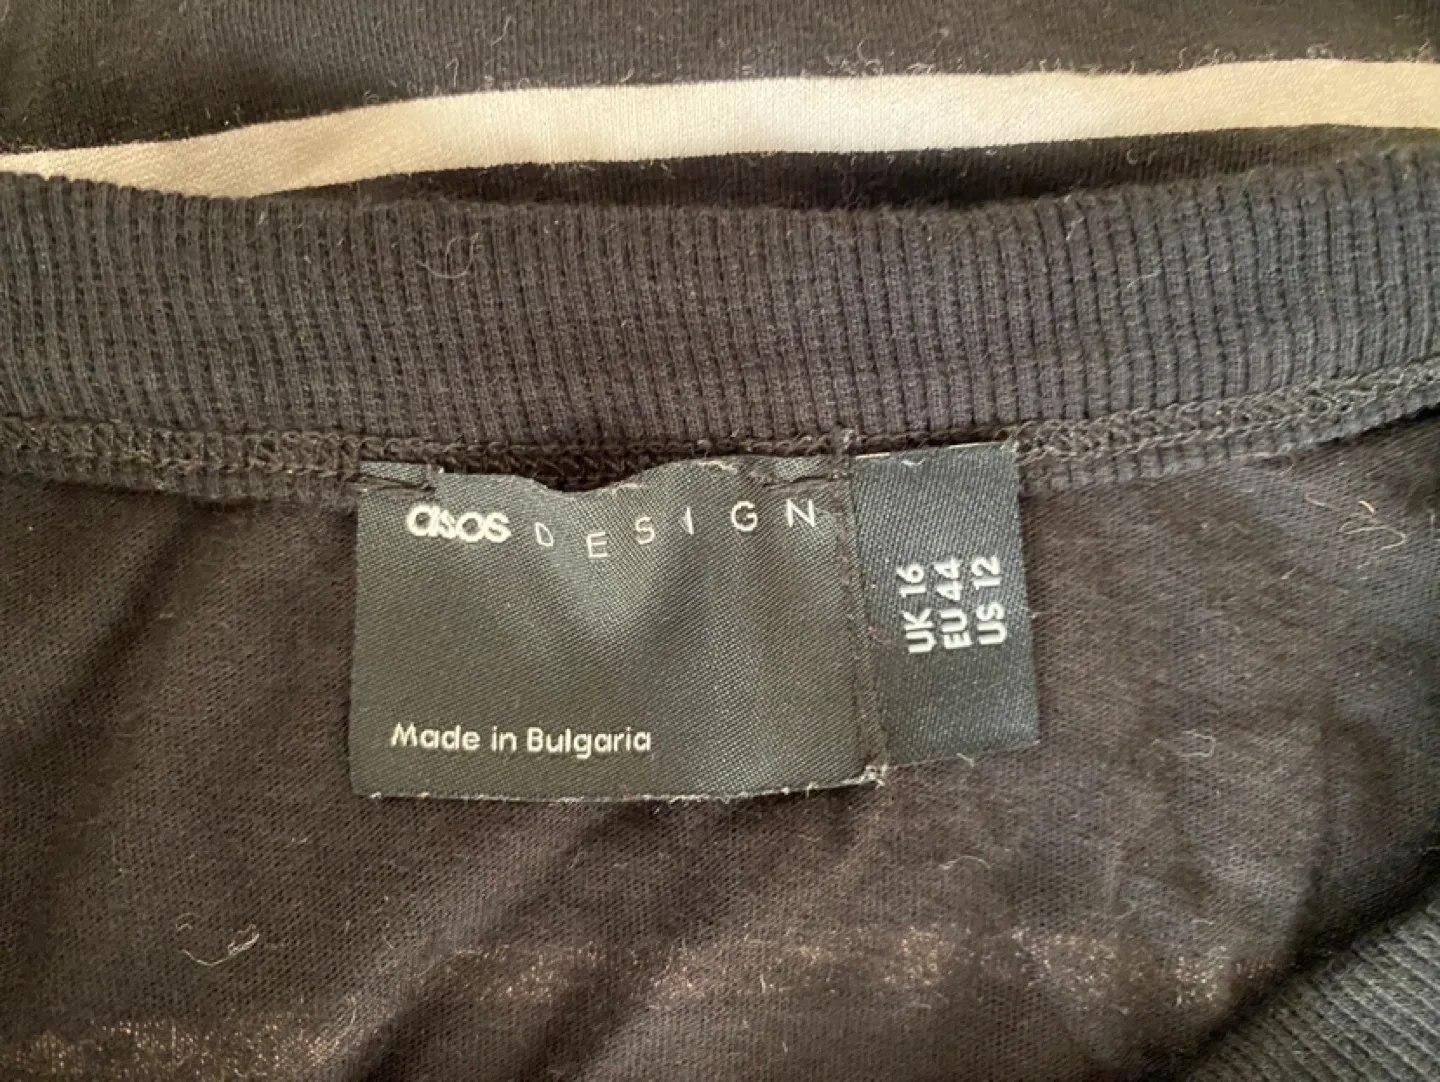 asos DESIGN
Made in Bulgaria
UK 16
EU 44
US 12